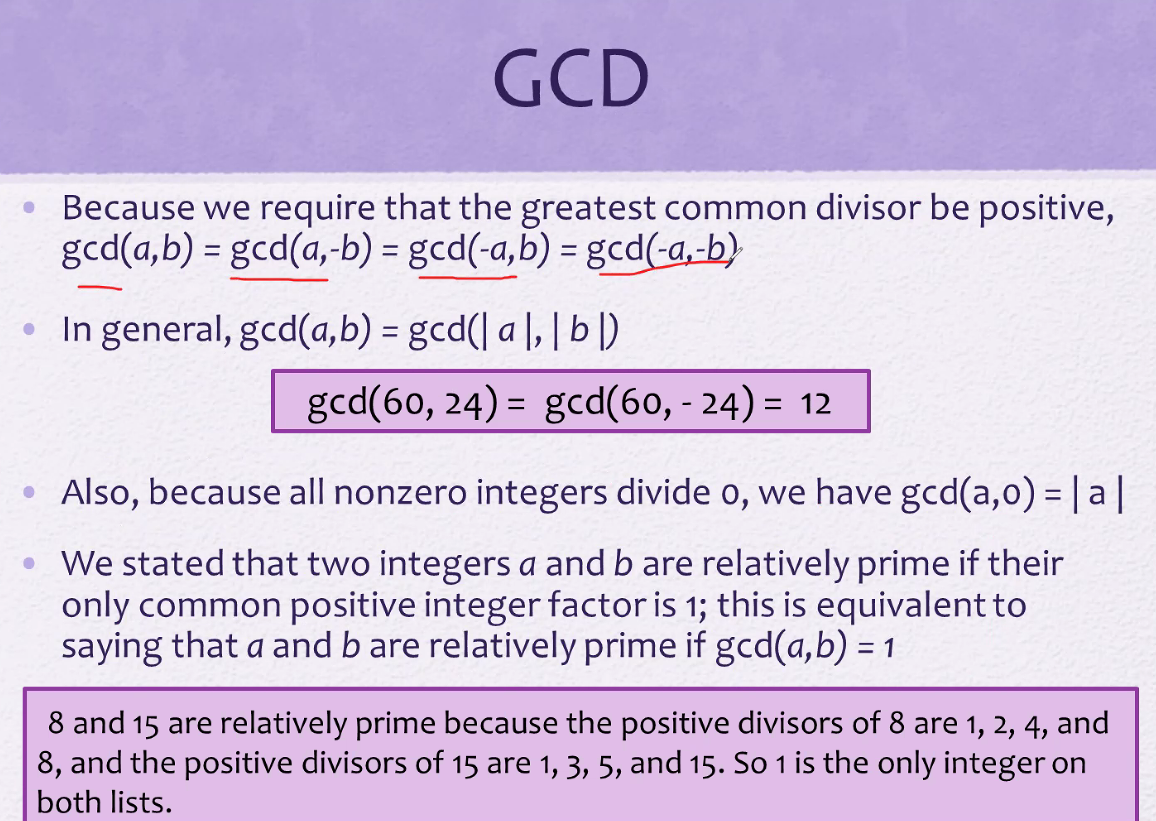 GCD
• Because we require that the greatest common divisor be positive,
gcd(a,b) = gcd(a,-b) = gcd(-a,b) = gcd(-a,-b)
• In general, gcd(a,b) = gcd(| a |, | b |)
gcd(60, 24) = gcd(60, - 24) = 12
• Also, because all nonzero integers divide 0, we have gcd(a,0) = | a |
• We stated that two integers a and b are relatively prime if their
only common positive integer factor is 1; this is equivalent to
saying that a and b are relatively prime if gcd(a,b) = 1
8 and 15 are relatively prime because the positive divisors of 8 are 1, 2, 4, and
8, and the positive divisors of 15 are 1, 3, 5, and 15. So 1 is the only integer on
both lists.